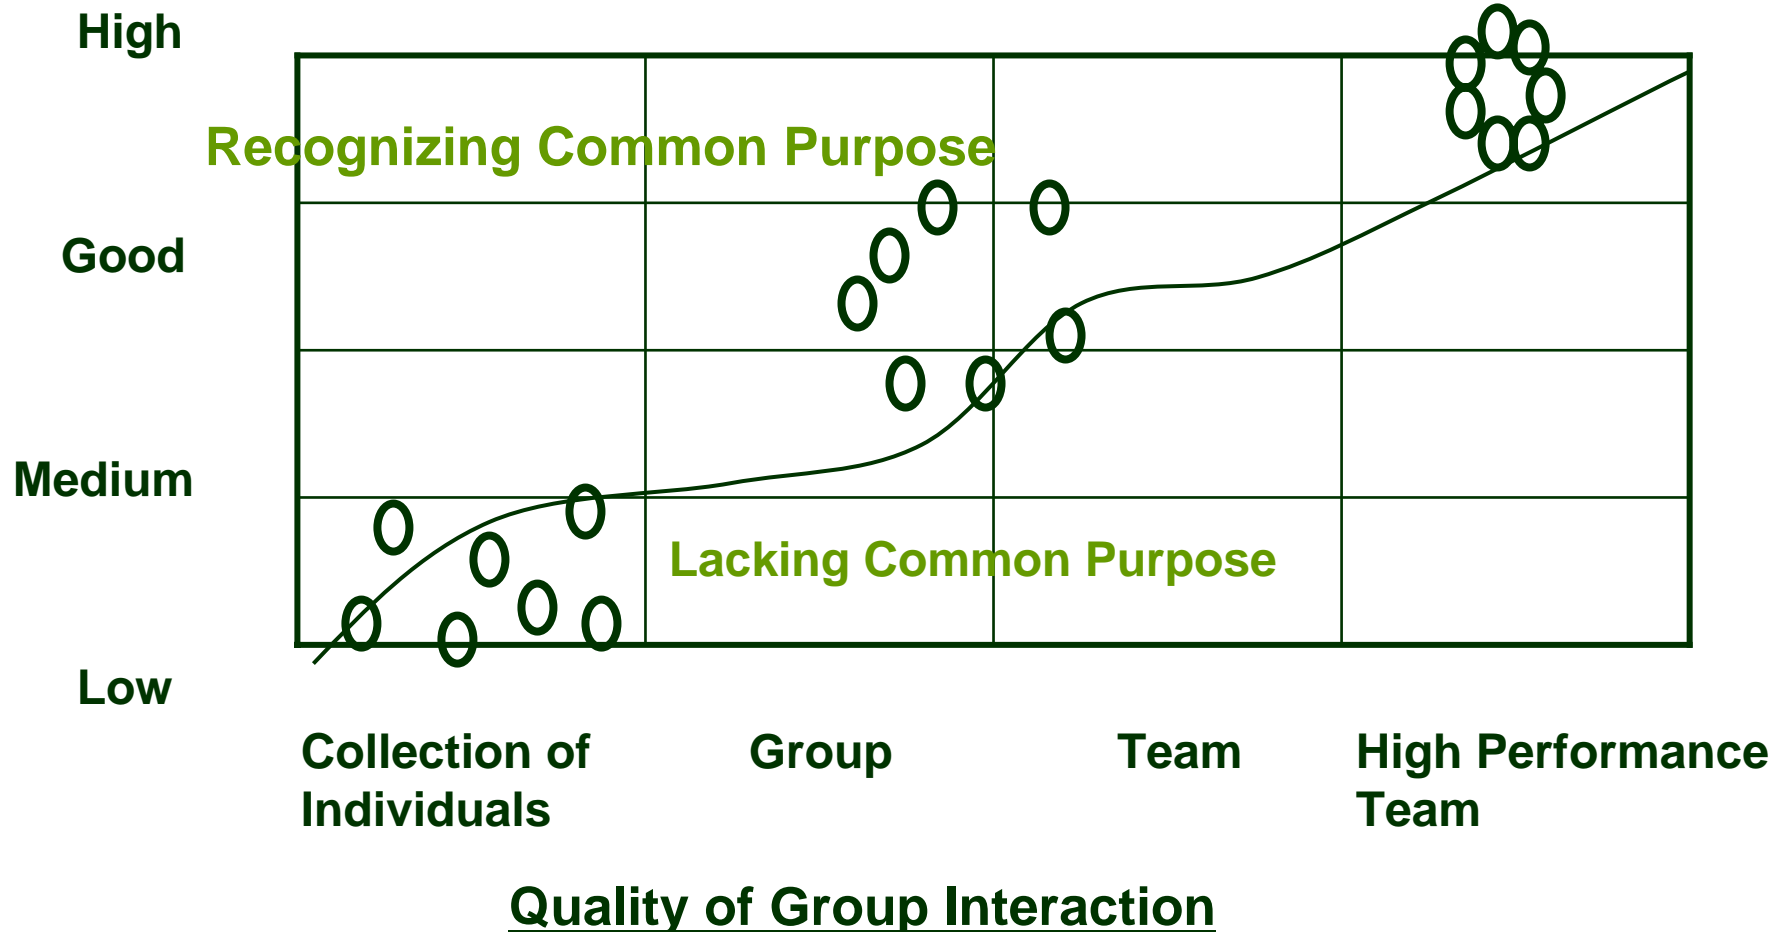 High
Recognizing Common Purpose
Good
Medium
Lacking Common Purpose
Low
Collection of
Individuals
Group
Team
High Performance
Team
Quality of Group Interaction